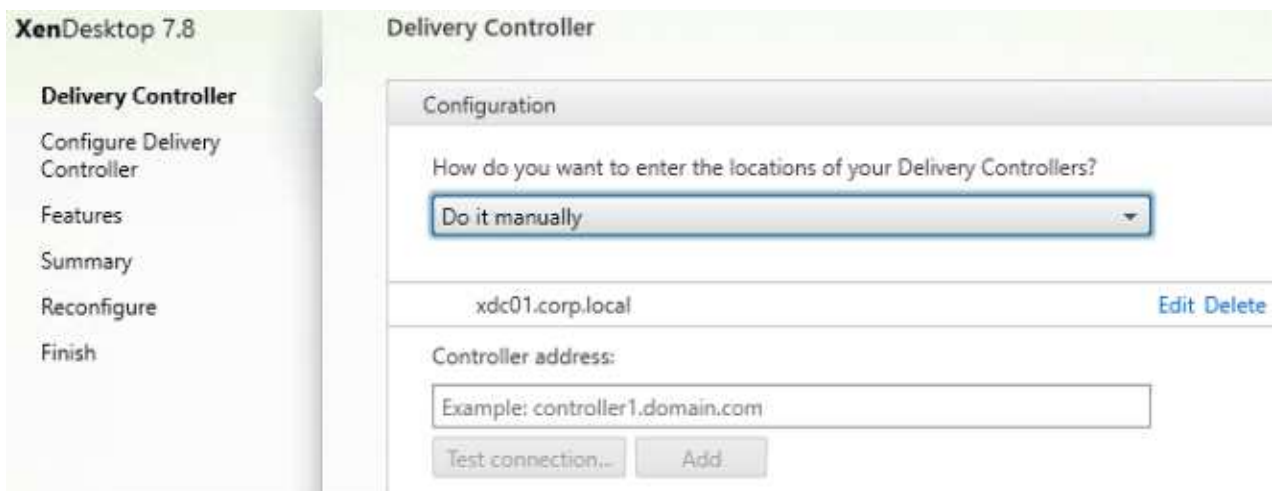 XenDesktop 7.8
Delivery Controller
Configure Delivery
Controller
Features
Summary
Reconfigure
Finish
Delivery Controller
Configuration
How do you want to enter the locations of your Delivery Controllers?
Do it manually
xdc01.corp.local Edit Delete
Controller address:
Example: controller1.domain.com
Test connection... Add